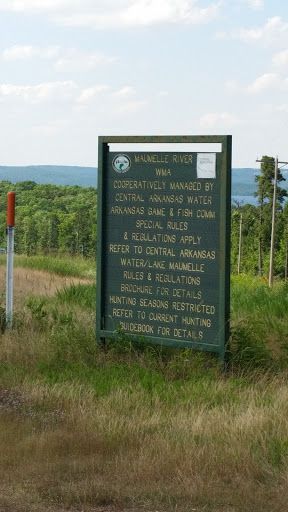 MAUMELLE RIVER
WMA
COOPERATIVELY MANAGED BY
CENTRAL ARKANSAS WATER
ARKANSAS GAME & FISH COMM
SPECIAL RULES
& REGULATIONS APPLY
REFER TO CENTRAL ARKANSAS
WATER/LAKE MAUMELLE
RULES & REGULATIONS
BROCHURE FOR DETAILS
HUNTING SEASONS RESTRICTED
REFER TO CURRENT HUNTING
GUIDEBOOK FOR DETAILS